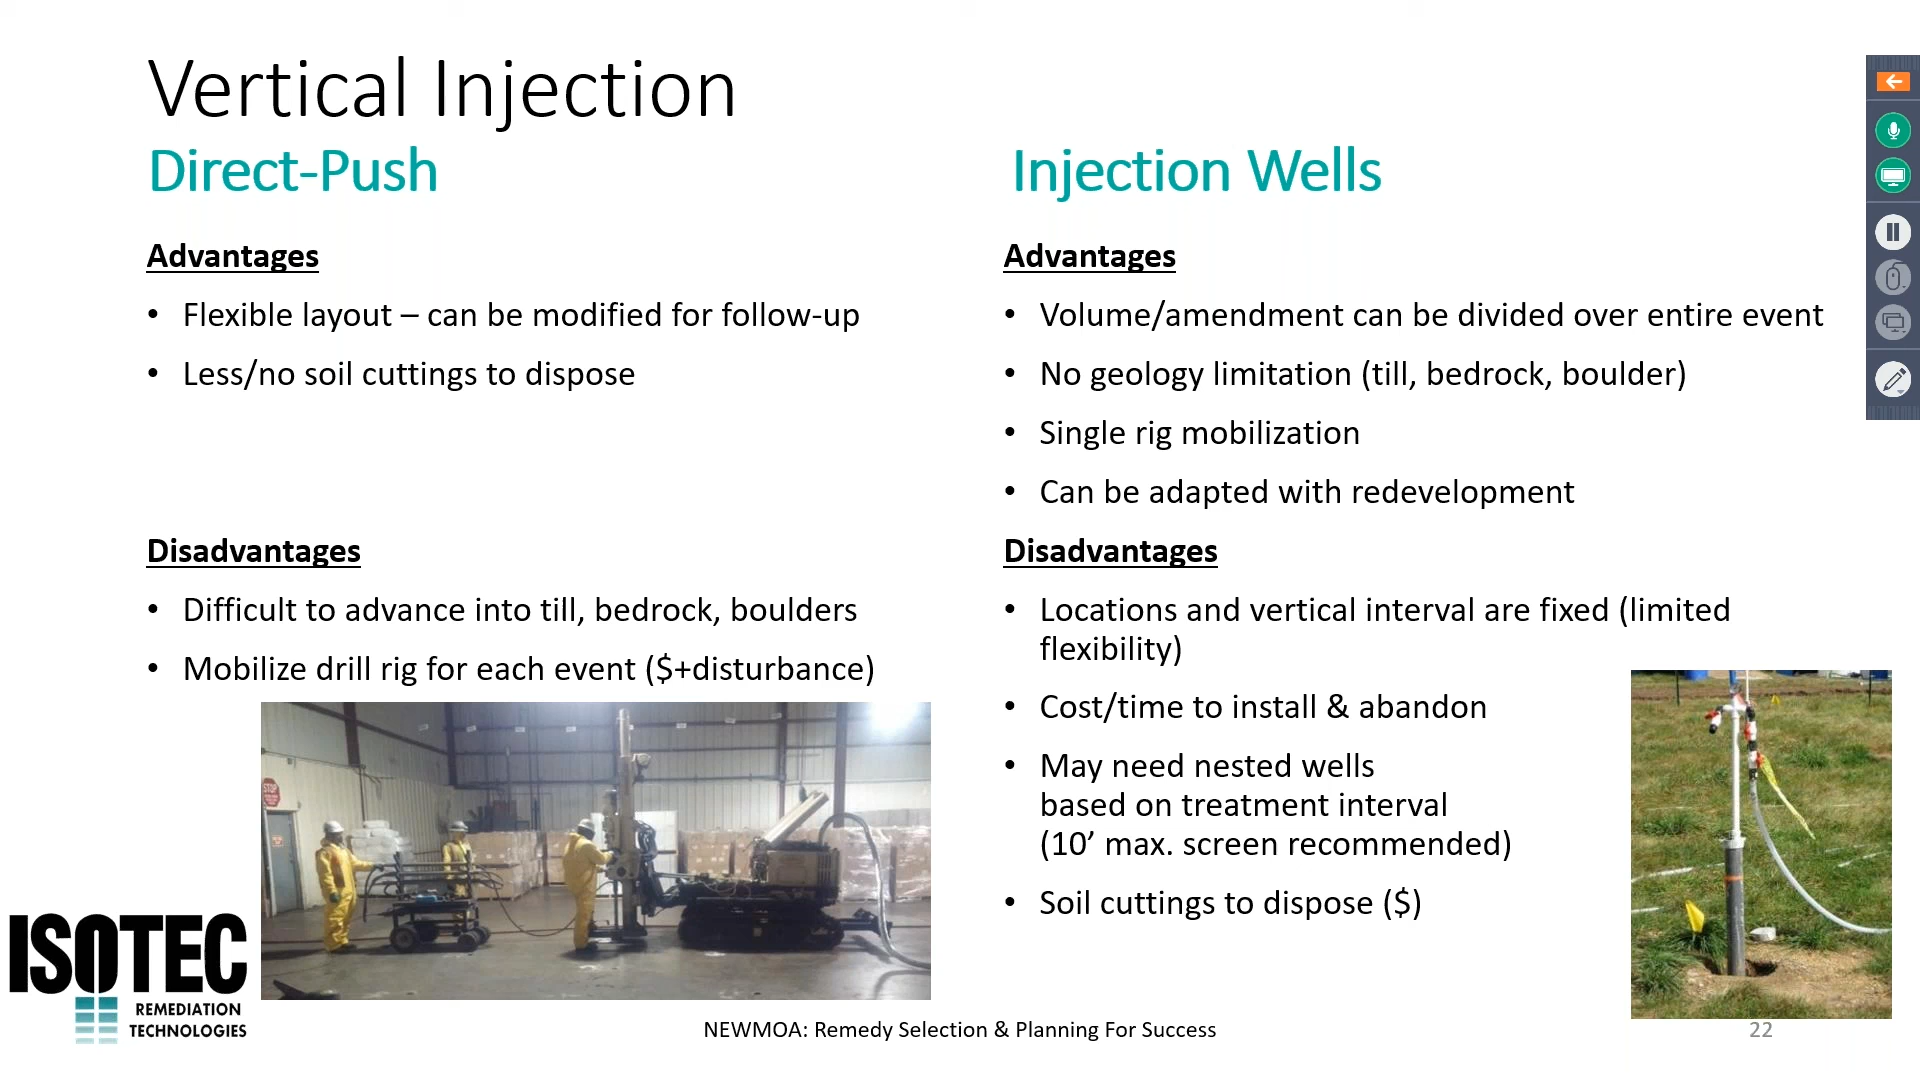 Vertical Injection
Direct-Push
Advantages
• Flexible layout – can be modified for follow-up
• Less/no soil cuttings to dispose
Disadvantages
• Difficult to advance into till, bedrock, boulders
• Mobilize drill rig for each event ($+disturbance)
STOP
Injection Wells
Advantages
• Volume/amendment can be divided over entire event
• No geology limitation (till, bedrock, boulder)
• Single rig mobilization
• Can be adapted with redevelopment
Disadvantages
• Locations and vertical interval are fixed (limited
flexibility)
• Cost/time to install & abandon
• May need nested wells
based on treatment interval
(10’ max. screen recommended)
• Soil cuttings to dispose ($)
ISOTEC
REMEDIATION
TECHNOLOGIES
NEWMOA: Remedy Selection & Planning For Success
22